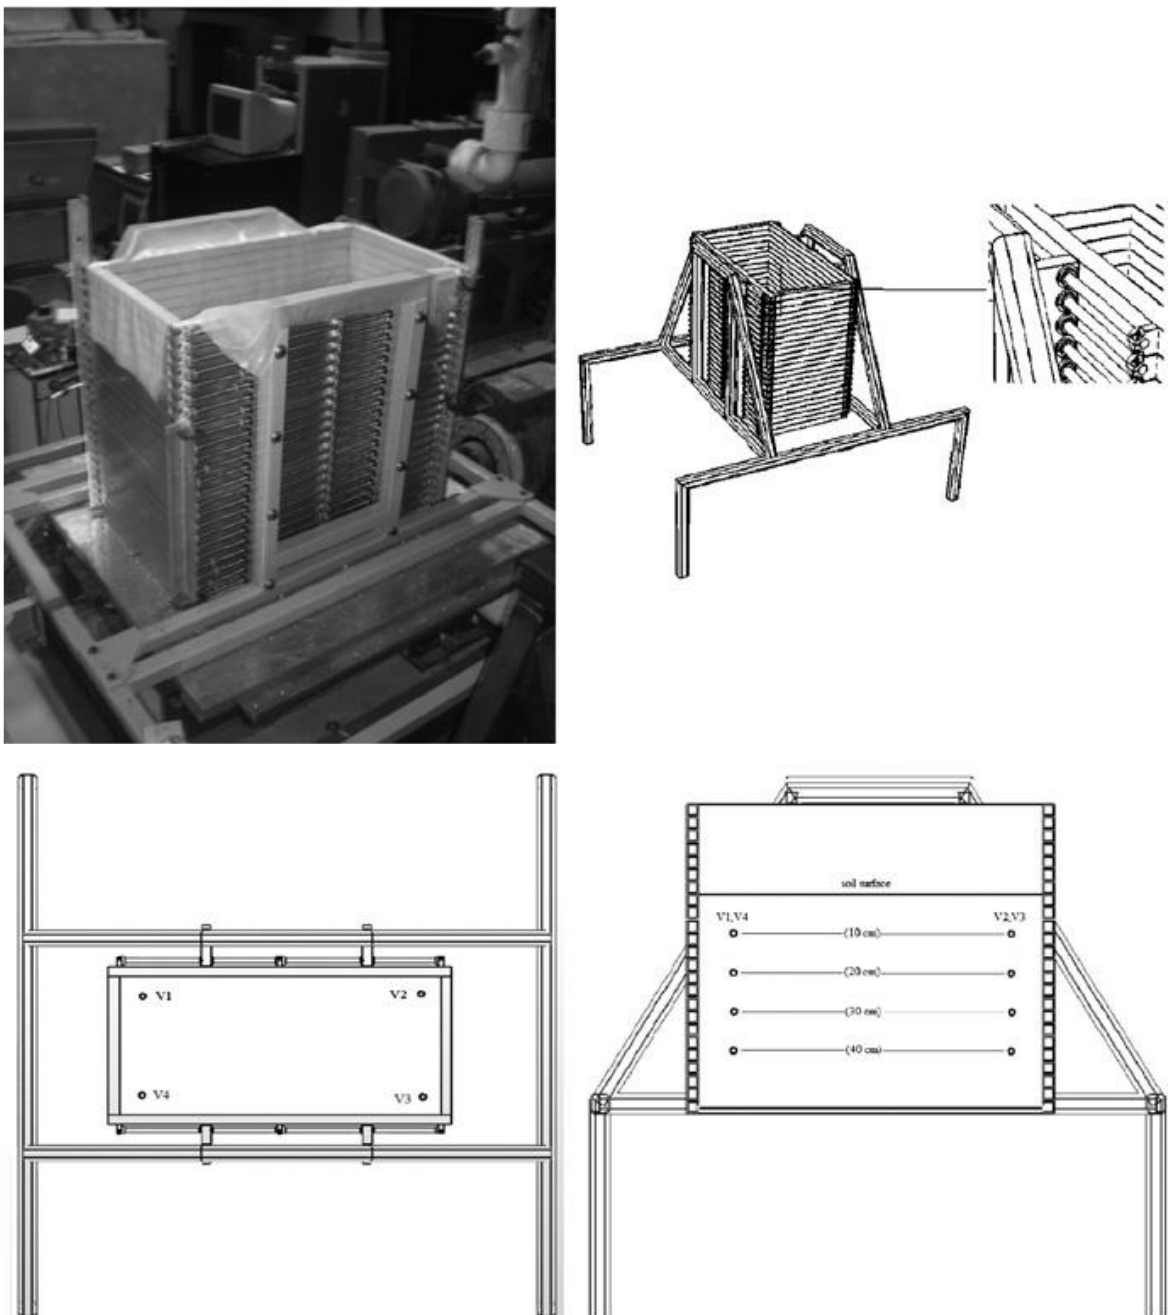 V1
V2
V4
V3
soil surface
V1,V4
V2,V3
(10 cm)
(20 cm)
(30 cm)
(40 cm)